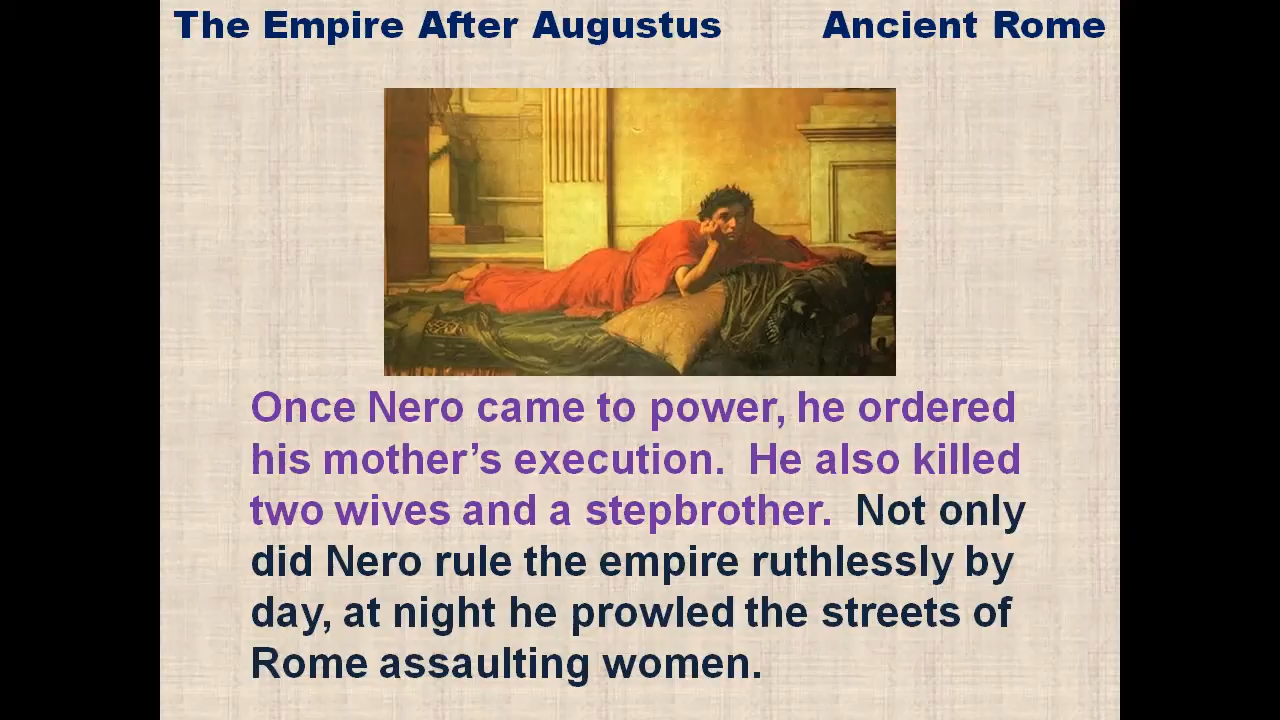 The Empire After Augustus Ancient Rome
Once Nero came to power, he ordered
his mother’s execution.  He also killed
two wives and a stepbrother.  Not only
did Nero rule the empire ruthlessly by
day, at night he prowled the streets of
Rome assaulting women.